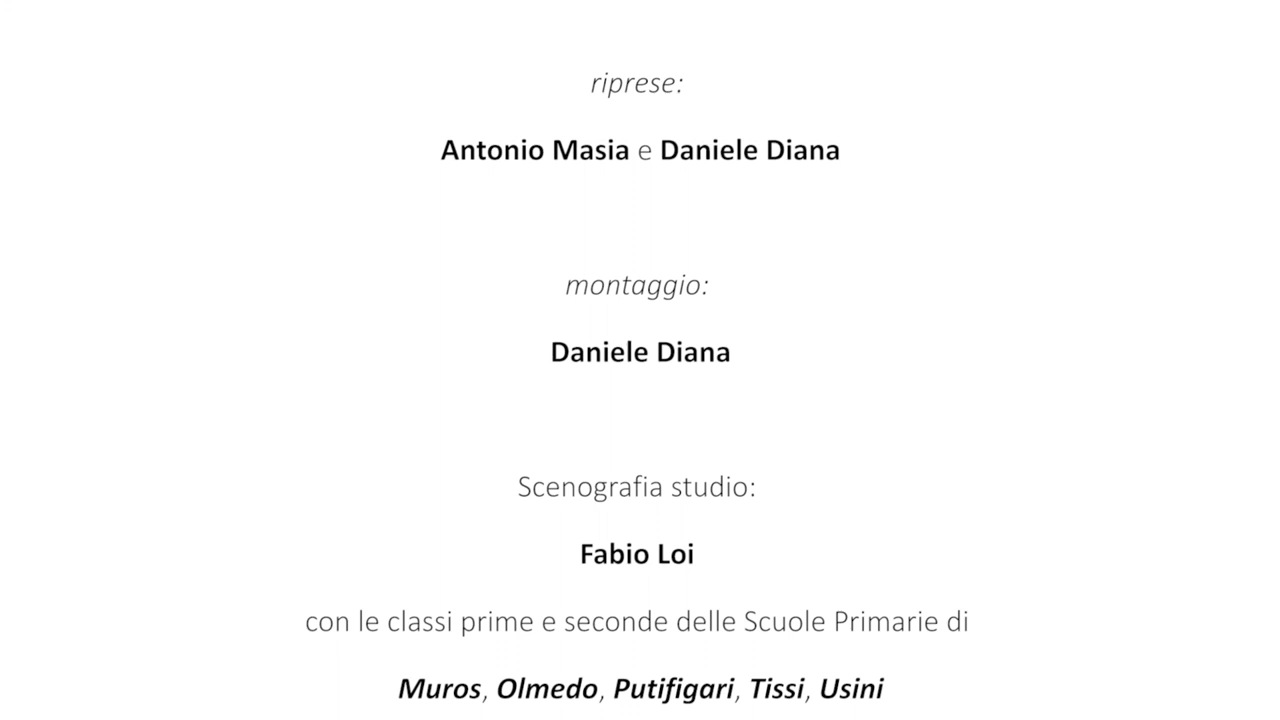 riprese:
Antonio Masia e Daniele Diana
montaggio:
Daniele Diana
Scenografia studio:
Fabio Loi
con le classi prime e seconde delle Scuole Primarie di
Muros, Olmedo, Putifigari, Tissi, Usini